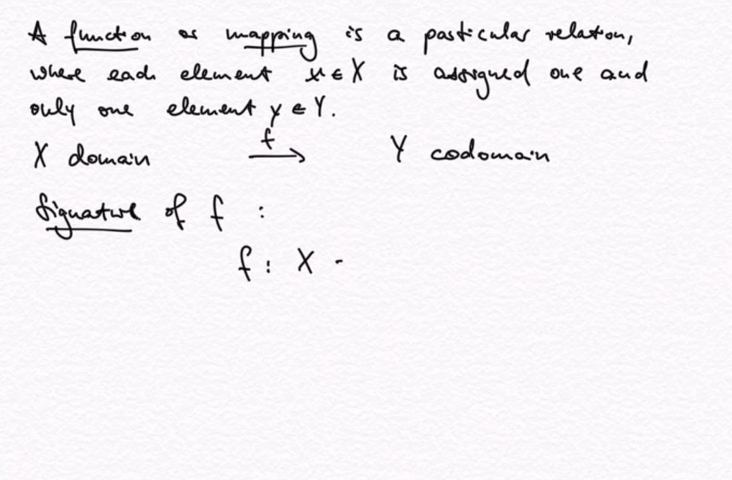 A function or mapping is a particular relation,
where each element x ∈ X is assigned one and
only one element y ∈ Y.
f
X domain ⟶ Y codomain
Signature of f :
f : X -